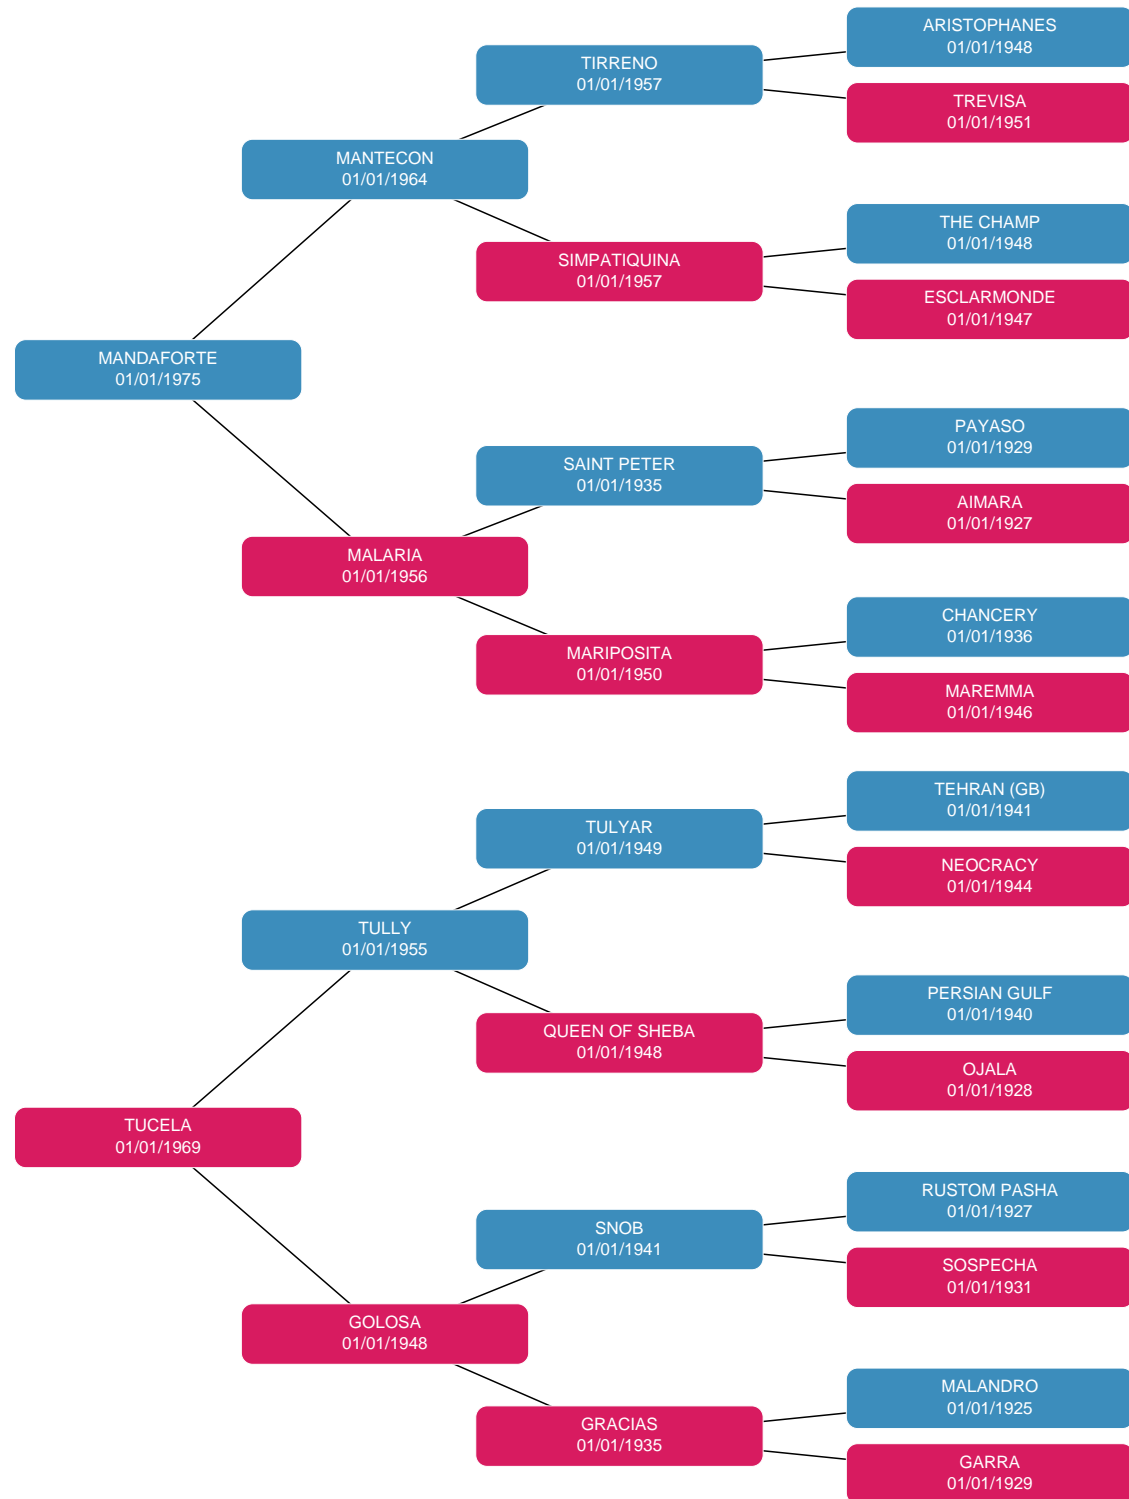 ARISTOPHANES
01/01/1948
TIRRENO
01/01/1957
TREVISA
01/01/1951
MANTECON
01/01/1964
THE CHAMP
01/01/1948
SIMPATIQUINA
01/01/1957
ESCLARMONDE
01/01/1947
MANDAFORTE
01/01/1975
PAYASO
01/01/1929
SAINT PETER
01/01/1935
AIMARA
01/01/1927
MALARIA
01/01/1956
CHANCERY
01/01/1936
MARIPOSITA
01/01/1950
MAREMMA
01/01/1946
TEHRAN (GB)
01/01/1941
TULYAR
01/01/1949
NEOCRACY
01/01/1944
TULLY
01/01/1955
PERSIAN GULF
01/01/1940
QUEEN OF SHEBA
01/01/1948
OJALA
01/01/1928
TUCELA
01/01/1969
RUSTOM PASHA
01/01/1927
SNOB
01/01/1941
SOSPECHA
01/01/1931
GOLOSA
01/01/1948
MALANDRO
01/01/1925
GRACIAS
01/01/1935
GARRA
01/01/1929